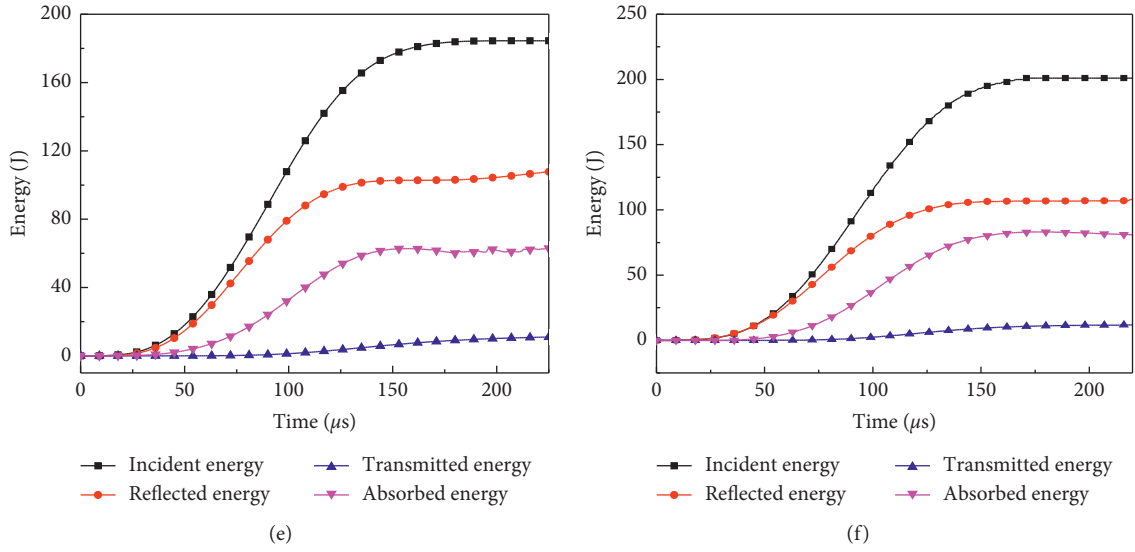 200
160
120
80
40
0
Energy (J)
0
50
100
150
200
Time (μs)
Incident energy
Reflected energy
Transmitted energy
Absorbed energy
(e)
250
200
150
100
50
0
Energy (J)
0
50
100
150
200
Time (μs)
Incident energy
Reflected energy
Transmitted energy
Absorbed energy
(f)